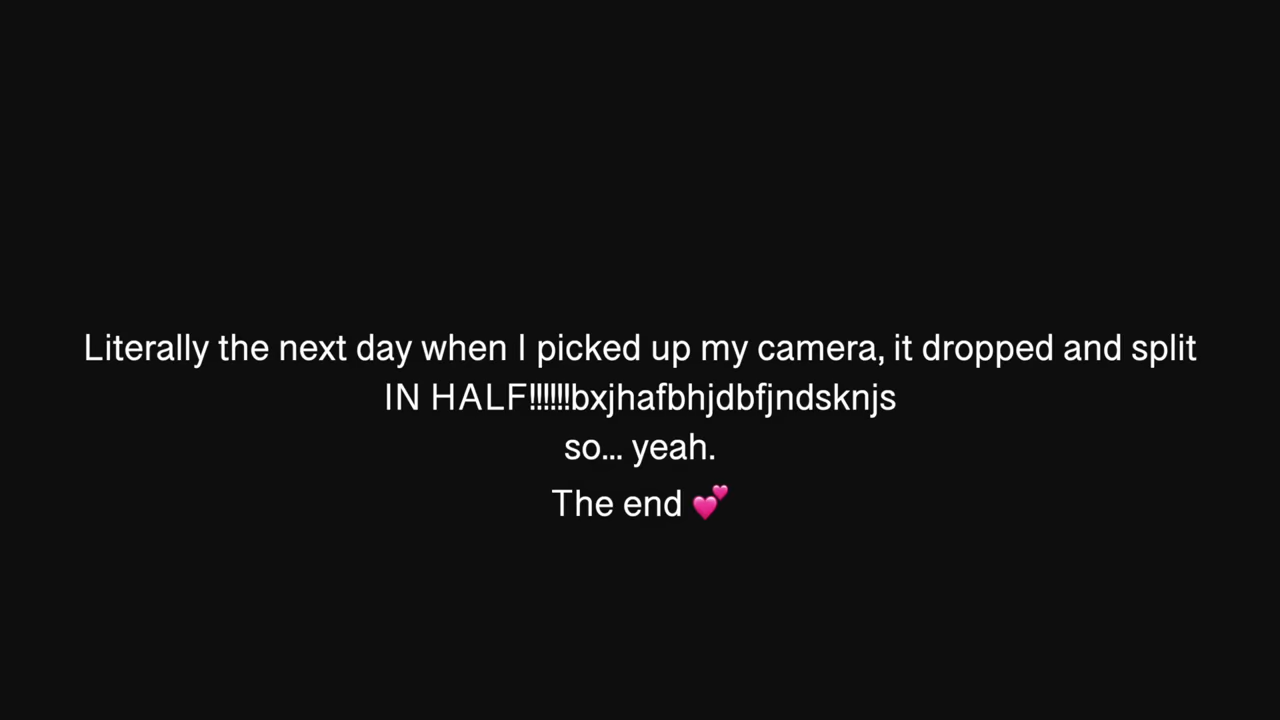 Literally the next day when I picked up my camera, it dropped and split
IN HALF!!!!!!bxjhafbhjdbfjndsknjs
so... yeah.
The end 💕